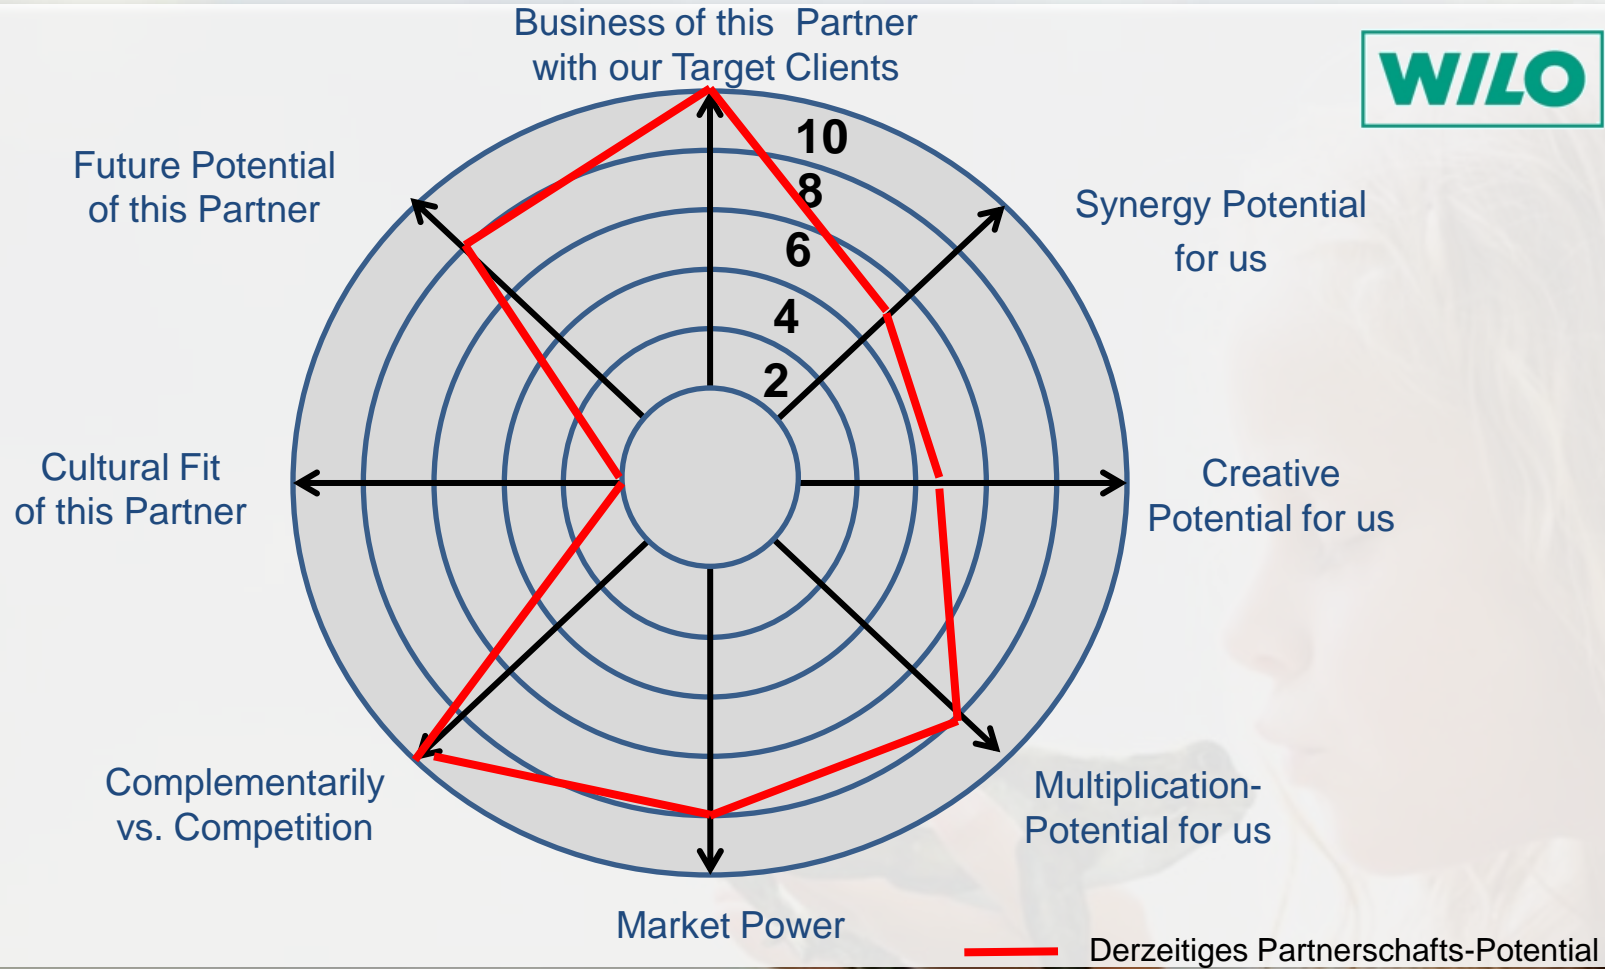 Business of this Partner
with our Target Clients
WILO
10
8
6
4
2
Future Potential
of this Partner
Synergy Potential
for us
Cultural Fit
of this Partner
Creative
Potential for us
Complementarily
vs. Competition
Multiplication-
Potential for us
Market Power
Derzeitiges Partnerschafts-Potential